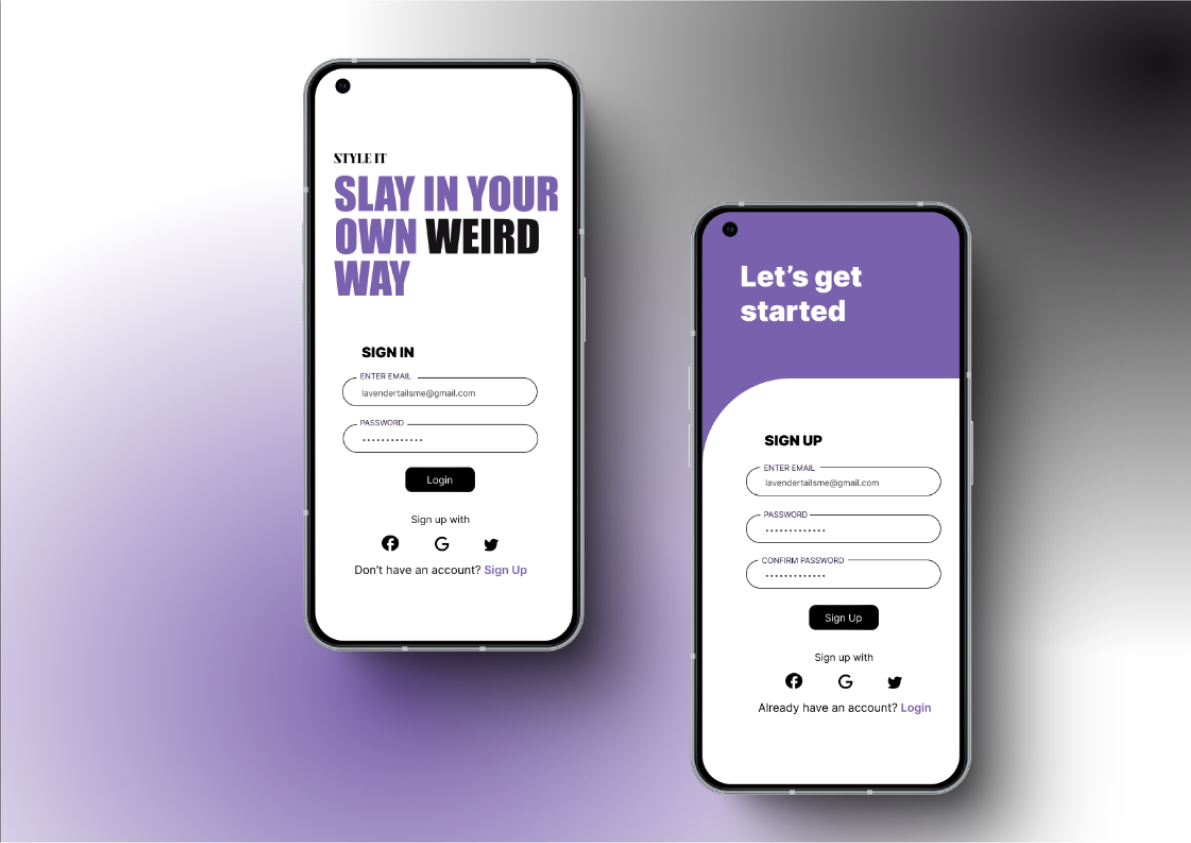 STYLE IT
SLAY IN YOUR
OWN WEIRD
WAY
SIGN IN
ENTER EMAIL
lavendertailsme@gmail.com
PASSWORD
•••••••••••••
Login
Sign up with
Don't have an account? Sign Up
Let's get
started
SIGN UP
ENTER EMAIL
lavendertailsme@gmail.com
PASSWORD
•••••••••••••
CONFIRM PASSWORD
•••••••••••••
Sign Up
Sign up with
Already have an account? Login